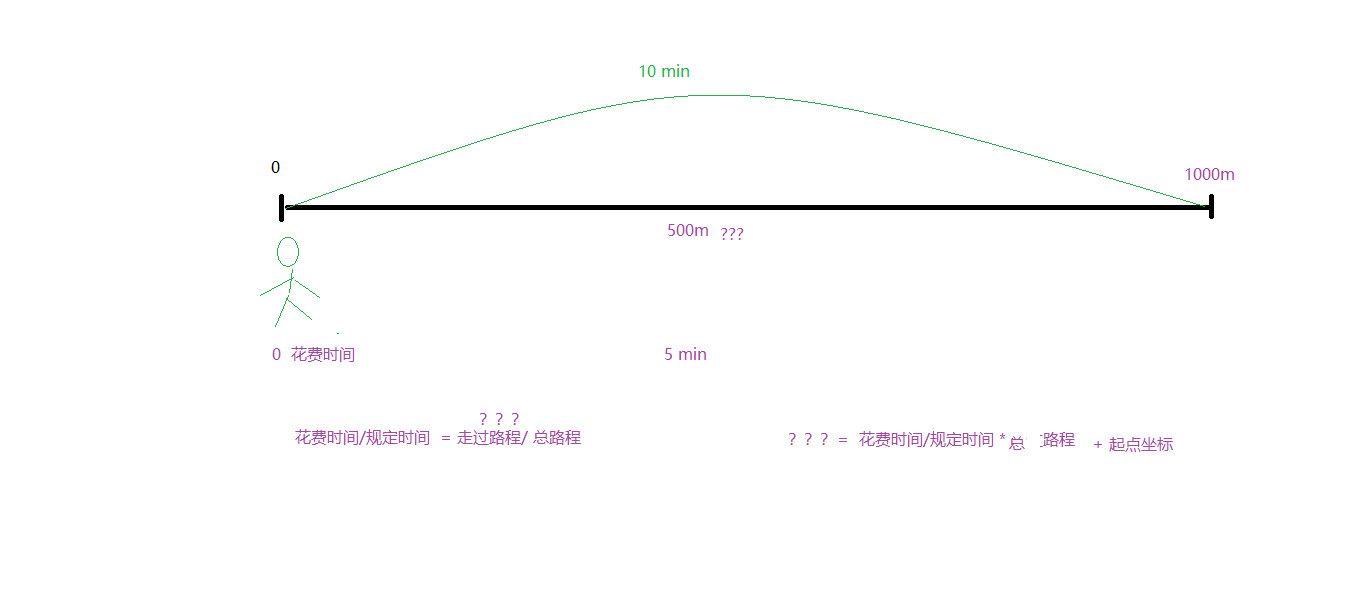 10 min
0
1000m
500m ???
0 花费时间
5 min
? ? ?
花费时间/规定时间 = 走过路程/ 总路程
? ? ? = 花费时间/规定时间 * 总 路程 + 起点坐标